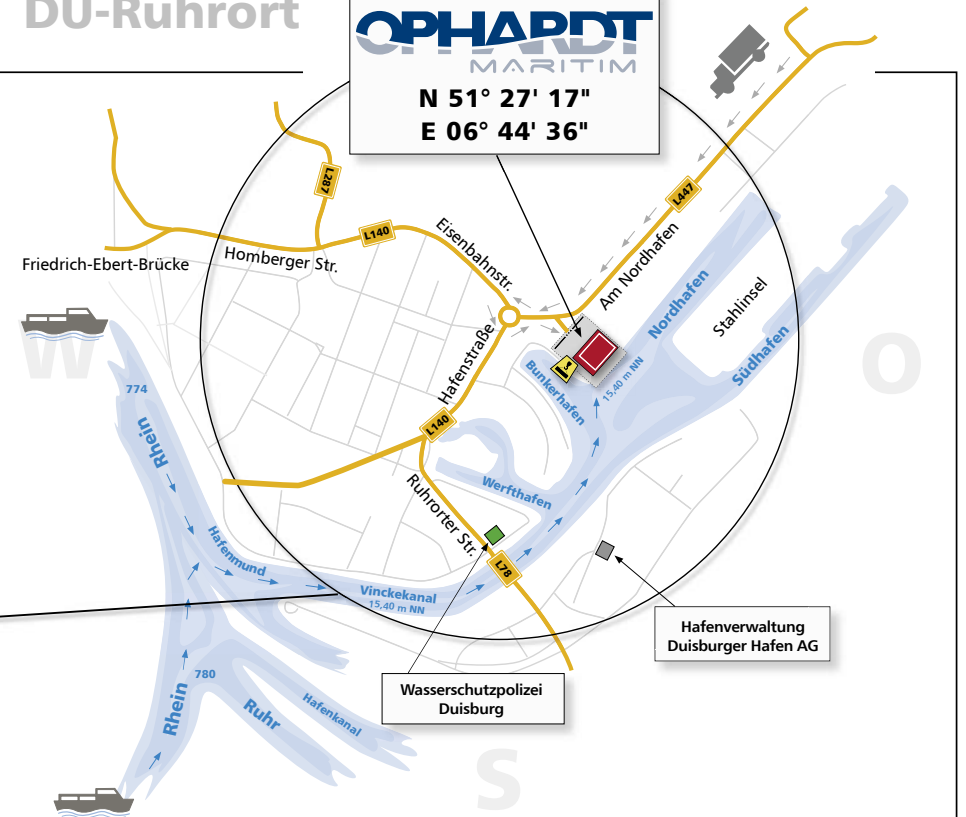 DU-Ruhrort
OPHARDT
MARITIM
N 51° 27' 17"
E 06° 44' 36"
L287
L140
L447
Eisenbahnstr.
Homberger Str.
Friedrich-Ebert-Brücke
Am Nordhafen
Nordhafen
Stahlinsel
Südhafen
Hafenstraße
Bunkerhafen
15,40 m NN
W
O
774
Rhein
L140
Werfthafen
Ruhrorter Str.
Hafenmund
L78
Vinckekanal
15,40 m NN
Hafenverwaltung
Duisburger Hafen AG
Wasserschutzpolizei
Duisburg
780
Rhein
Ruhr
Hafenkanal
S